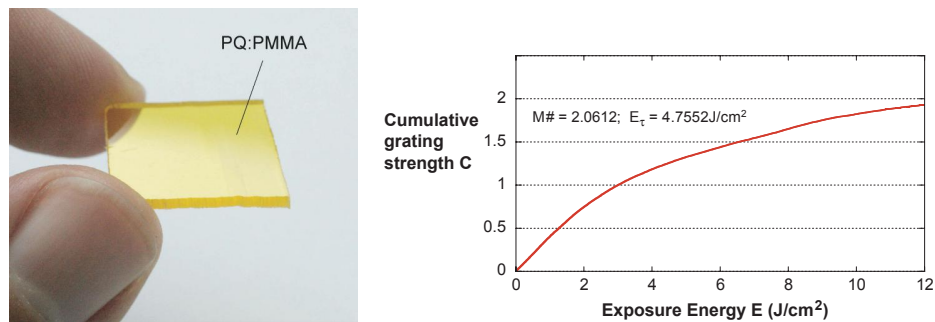 PQ:PMMA
Cumulative
grating
strength C
2
1.5
1
0.5
0
M# = 2.0612; Eτ = 4.7552J/cm²
0 2 4 6 8 10 12
Exposure Energy E (J/cm²)